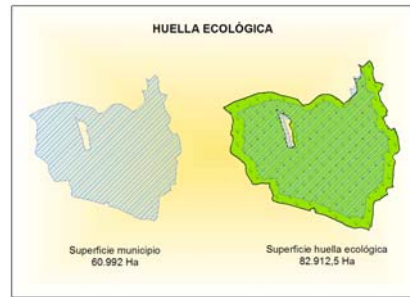 HUELLA ECOLÓGICA
Superficie municipio
60.992 Ha
Superficie huella ecológica
82.912,5 Ha